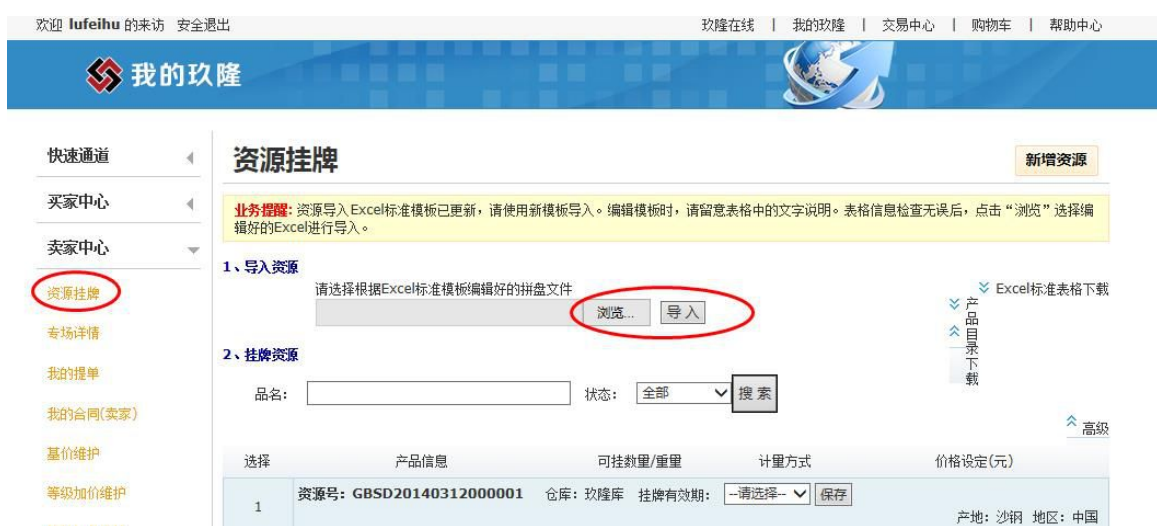 欢迎 lufeihu 的来访 安全退出 玖隆在线 | 我的玖隆 | 交易中心 | 购物车 | 帮助中心
我的玖隆
快速通道
买家中心
卖家中心
资源挂牌
专场详情
我的提单
我的合同(卖家)
基价维护
等级加价维护
资源挂牌
新增资源
业务提醒: 资源导入Excel标准模板已更新，请使用新模板导入。编辑模板时，请留意表格中的文字说明。表格信息检查无误后，点击“浏览”选择编
辑好的Excel进行导入。
1、导入资源
请选择根据Excel标准模板编辑好的拼盘文件
浏览... 导入
Excel标准表格下载
产品目录下载
2、挂牌资源
品名: 状态: 全部 搜索
高级
选择 产品信息 可挂数量/重量 计量方式 价格设定(元)
1 资源号: GBSD20140312000001 仓库: 玖隆库 挂牌有效期: --请选择-- 保存
产地: 沙钢 地区: 中国